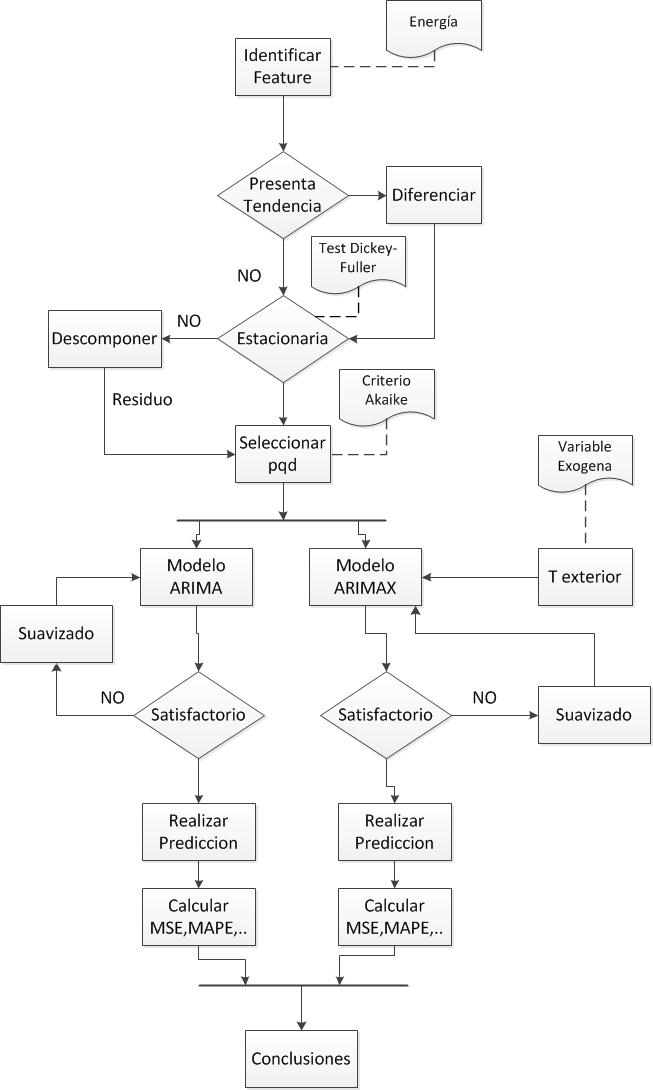 Energía
Identificar
Feature
Presenta
Tendencia
Diferenciar
NO
Test Dickey-
Fuller
NO
Estacionaria
Descomponer
Residuo
Criterio
Akaike
Seleccionar
pqd
Variable
Exogena
Modelo
ARIMA
Modelo
ARIMAX
T exterior
Suavizado
NO
Satisfactorio
Satisfactorio
NO
Suavizado
Realizar
Prediccion
Realizar
Prediccion
Calcular
MSE,MAPE,..
Calcular
MSE,MAPE,..
Conclusiones